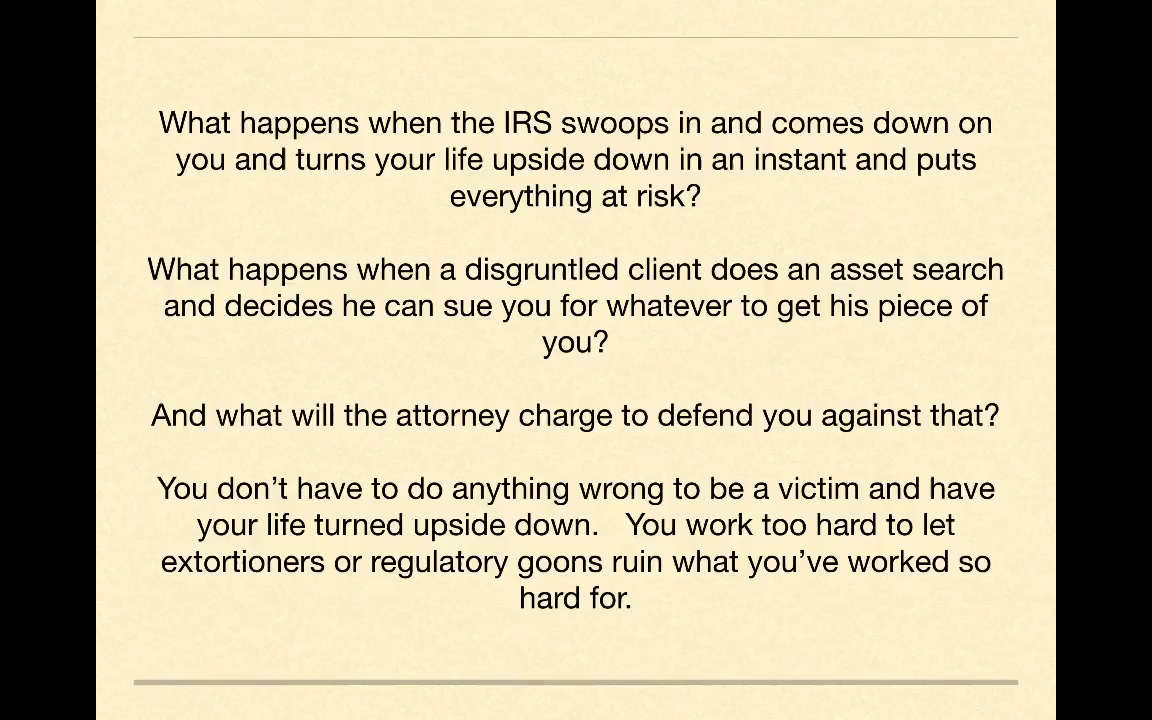 What happens when the IRS swoops in and comes down on
you and turns your life upside down in an instant and puts
everything at risk?
What happens when a disgruntled client does an asset search
and decides he can sue you for whatever to get his piece of
you?
And what will the attorney charge to defend you against that?
You don’t have to do anything wrong to be a victim and have
your life turned upside down.   You work too hard to let
extortioners or regulatory goons ruin what you’ve worked so
hard for.